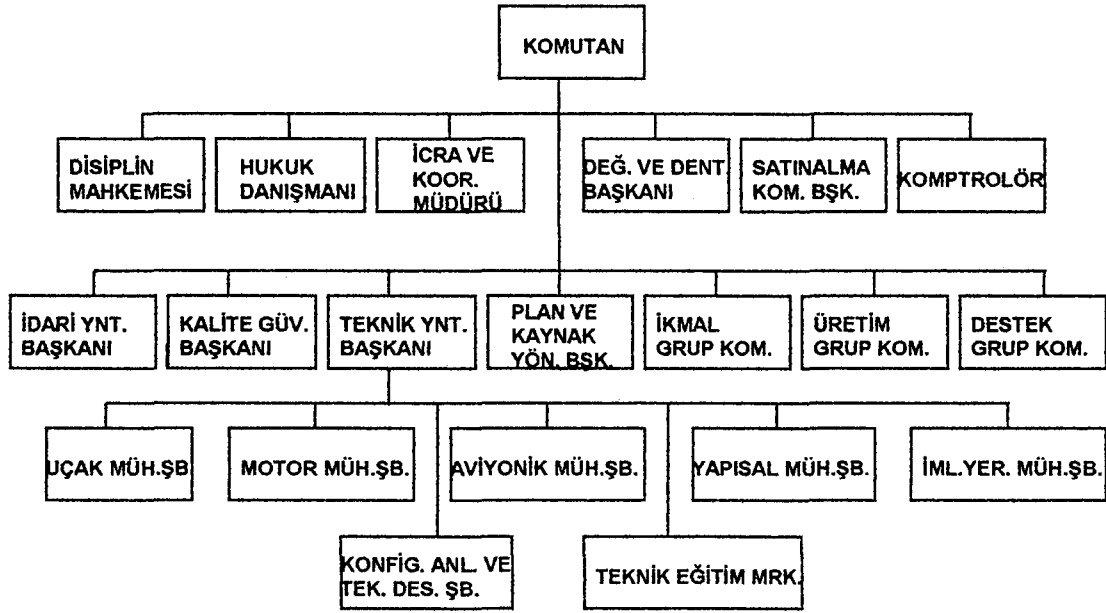 KOMUTAN
DİSİPLİN
MAHKEMESİ
HUKUK
DANIŞMANI
İCRA VE
KOOR.
MÜDÜRÜ
DEĞ. VE DENT.
BAŞKANI
SATINALMA
KOM. BŞK.
KOMPTROLÖR
İDARİ YNT.
BAŞKANI
KALİTE GÜV.
BAŞKANI
TEKNİK YNT.
BAŞKANI
PLAN VE
KAYNAK
YÖN. BŞK.
İKMAL
GRUP KOM.
ÜRETİM
GRUP KOM.
DESTEK
GRUP KOM.
UÇAK MÜH.ŞB.
MOTOR MÜH.ŞB.
AVİYONİK MÜH.ŞB.
YAPISAL MÜH.ŞB.
İML.YER. MÜH.ŞB.
KONFİG. ANL. VE
TEK. DES. ŞB.
TEKNİK EĞİTİM MRK.